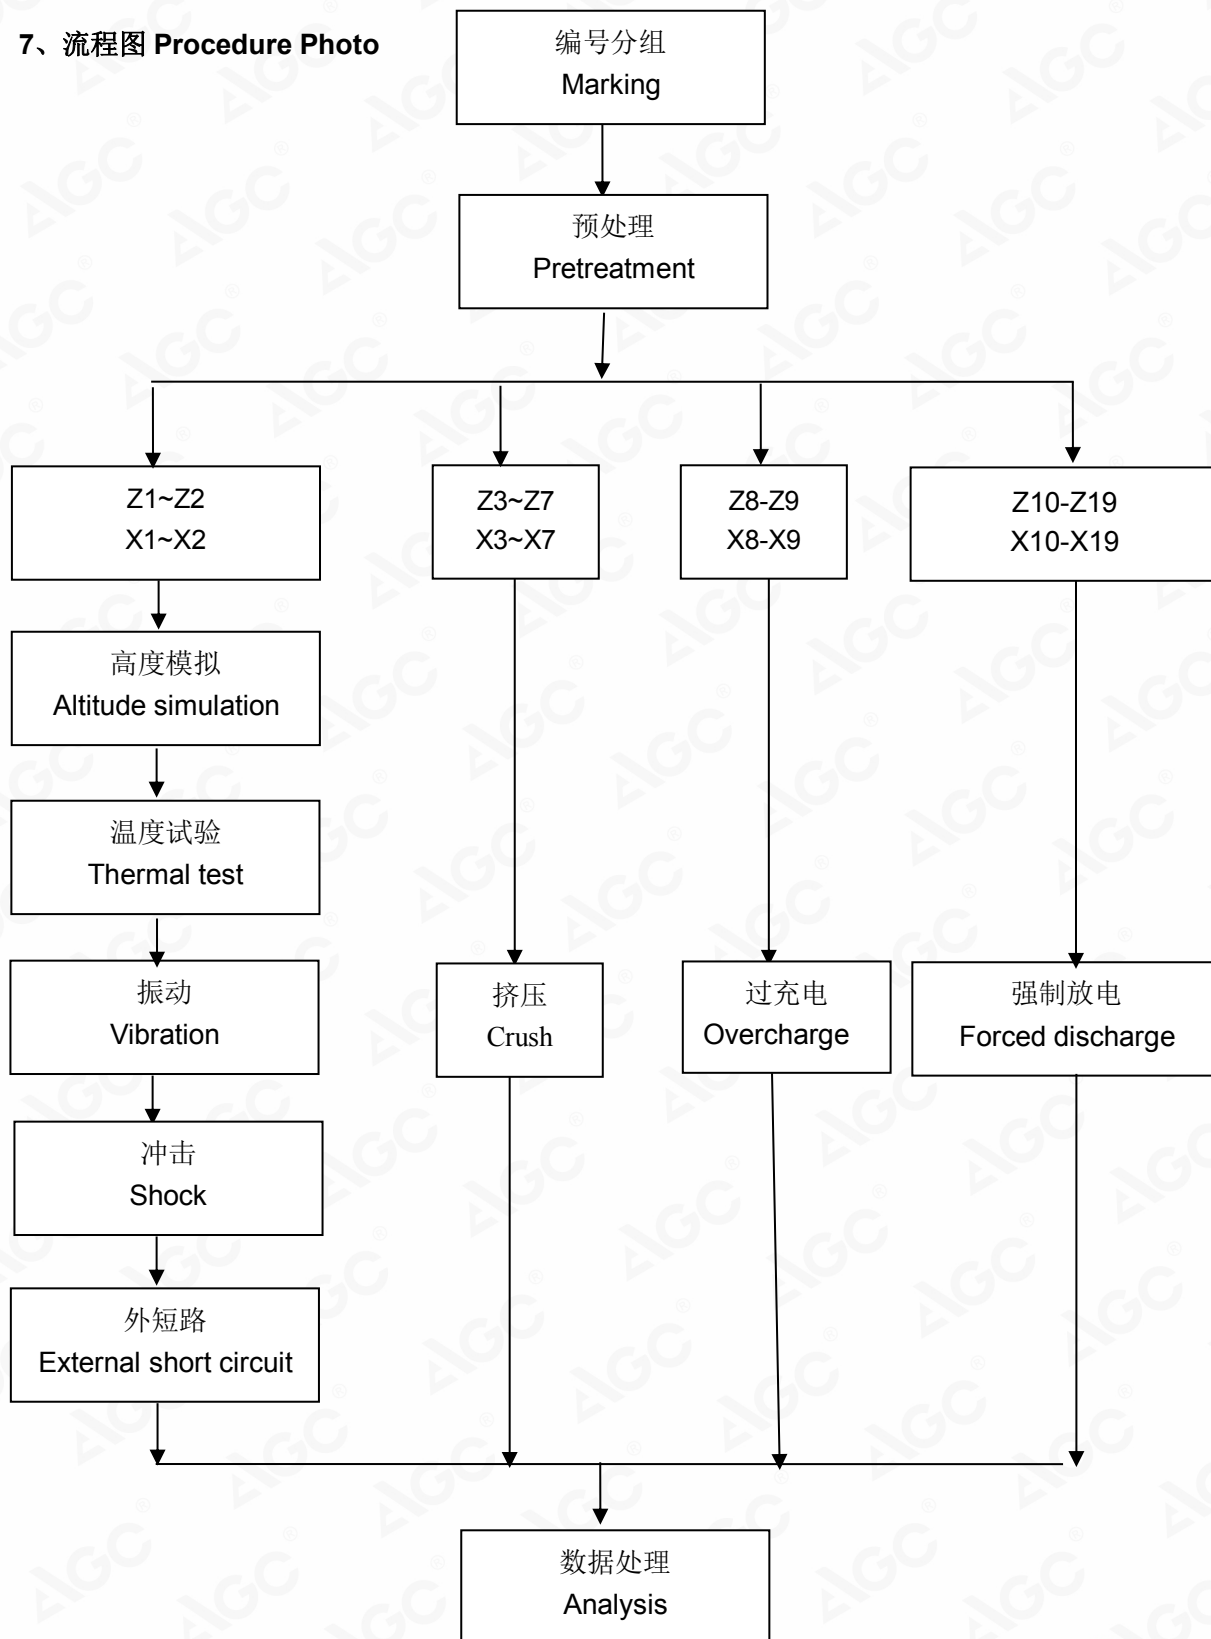 7、流程图 Procedure Photo
编号分组
Marking
预处理
Pretreatment
Z1~Z2
X1~X2
Z3~Z7
X3~X7
Z8-Z9
X8-X9
Z10-Z19
X10-X19
高度模拟
Altitude simulation
温度试验
Thermal test
振动
Vibration
冲击
Shock
外短路
External short circuit
挤压
Crush
过充电
Overcharge
强制放电
Forced discharge
数据处理
Analysis
AGC®